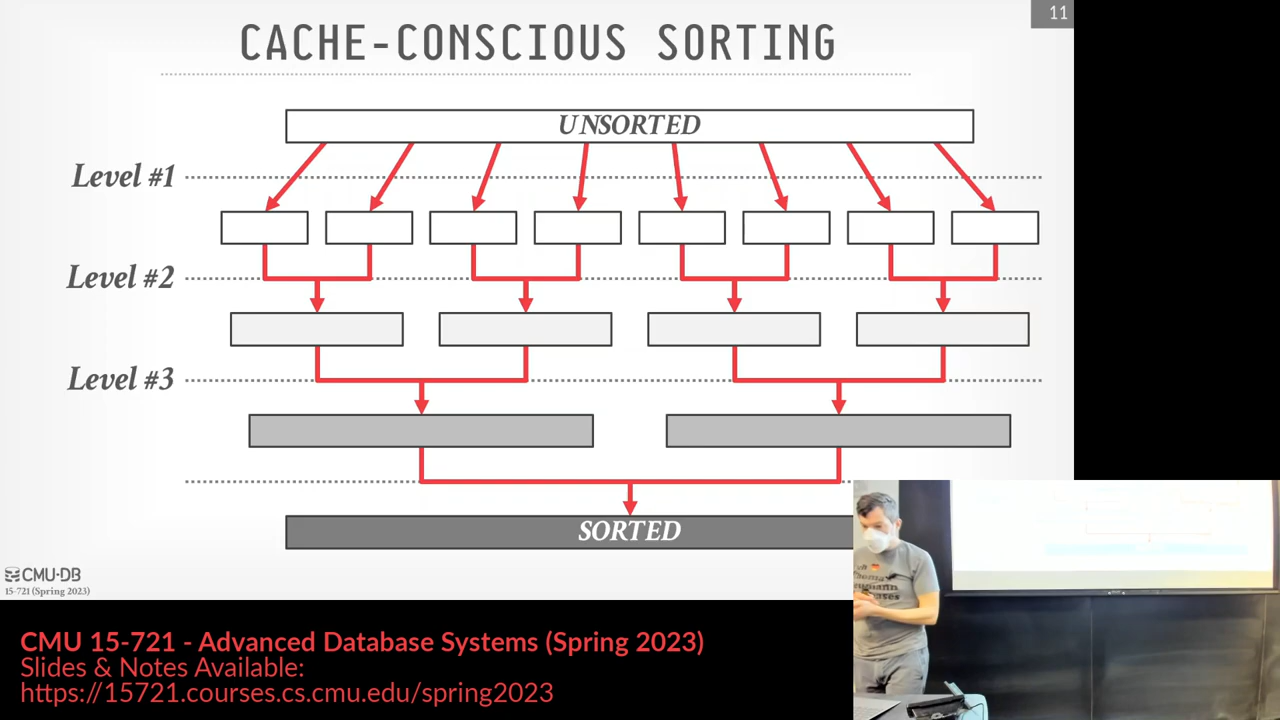 11
CACHE-CONSCIOUS SORTING
UNSORTED
Level #1
Level #2
Level #3
SORTED
CMU·DB
15-721 (Spring 2023)
CMU 15-721 - Advanced Database Systems (Spring 2023)
Slides & Notes Available:
https://15721.courses.cs.cmu.edu/spring2023